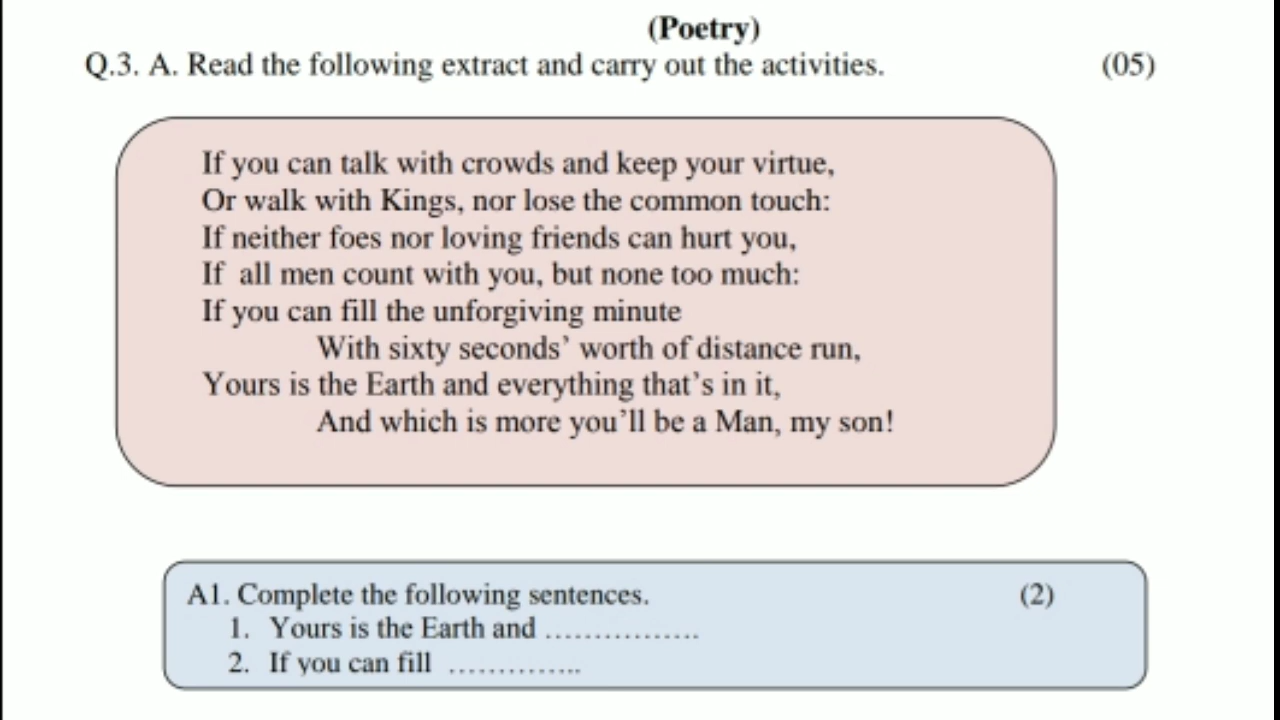 (Poetry)
Q.3. A. Read the following extract and carry out the activities. (05)
If you can talk with crowds and keep your virtue,
Or walk with Kings, nor lose the common touch:
If neither foes nor loving friends can hurt you,
If all men count with you, but none too much:
If you can fill the unforgiving minute
With sixty seconds’ worth of distance run,
Yours is the Earth and everything that’s in it,
And which is more you’ll be a Man, my son!
A1. Complete the following sentences. (2)
1. Yours is the Earth and ................
2. If you can fill ..............